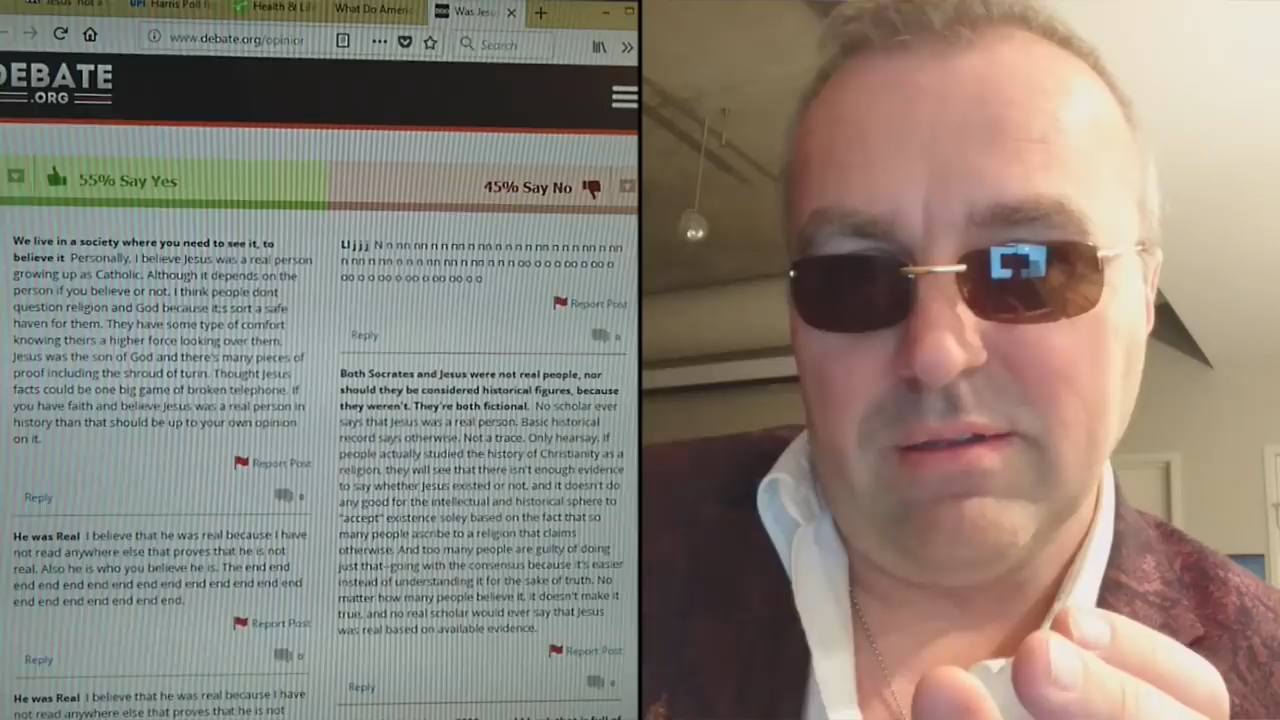 UPI Harris Poll f
Health & Li
What Do Amer
Was Jesu
www.debate.org/opinior
Search
DEBATE
.ORG
55% Say Yes
45% Say No
We live in a society where you need to see it, to
believe it Personally, I believe Jesus was a real person
growing up as Catholic. Although it depends on the
person if you believe or not. I think people dont
question religion and God because it;s sort a safe
haven for them. They have some type of comfort
knowing theirs a higher force looking over them.
Jesus was the son of God and there's many pieces of
proof including the shroud of turin. Thought Jesus
facts could be one big game of broken telephone. If
you have faith and believe Jesus was a real person in
history than that should be up to your own opinion
on it.
Report Post
Reply
0
He was Real I believe that he was real because I have
not read anywhere else that proves that he is not
real. Also he is who you believe he is. The end end
end end end end end end end end end end end
end end end end end end.
Report Post
Reply
0
He was Real I believe that he was real because I have
not read anywhere else that proves that he is not
Report Post
Reply
0
Both Socrates and Jesus were not real people, nor
should they be considered historical figures, because
they weren't. They're both fictional. No scholar ever
says that Jesus was a real person. Basic historical
record says otherwise. Not a trace. Only hearsay. If
people actually studied the history of Christianity as a
religion, they will see that there isn't enough evidence
to say whether Jesus existed or not, and it doesn't do
any good for the intellectual and historical sphere to
"accept" existence soley based on the fact that so
many people ascribe to a religion that claims
otherwise. And too many people are guilty of doing
just that--going with the consensus because it's easier
instead of understanding it for the sake of truth. No
matter how many people believe it, it doesn't make it
true, and no real scholar would ever say that Jesus
was real based on available evidence.
Report Post
Reply
0